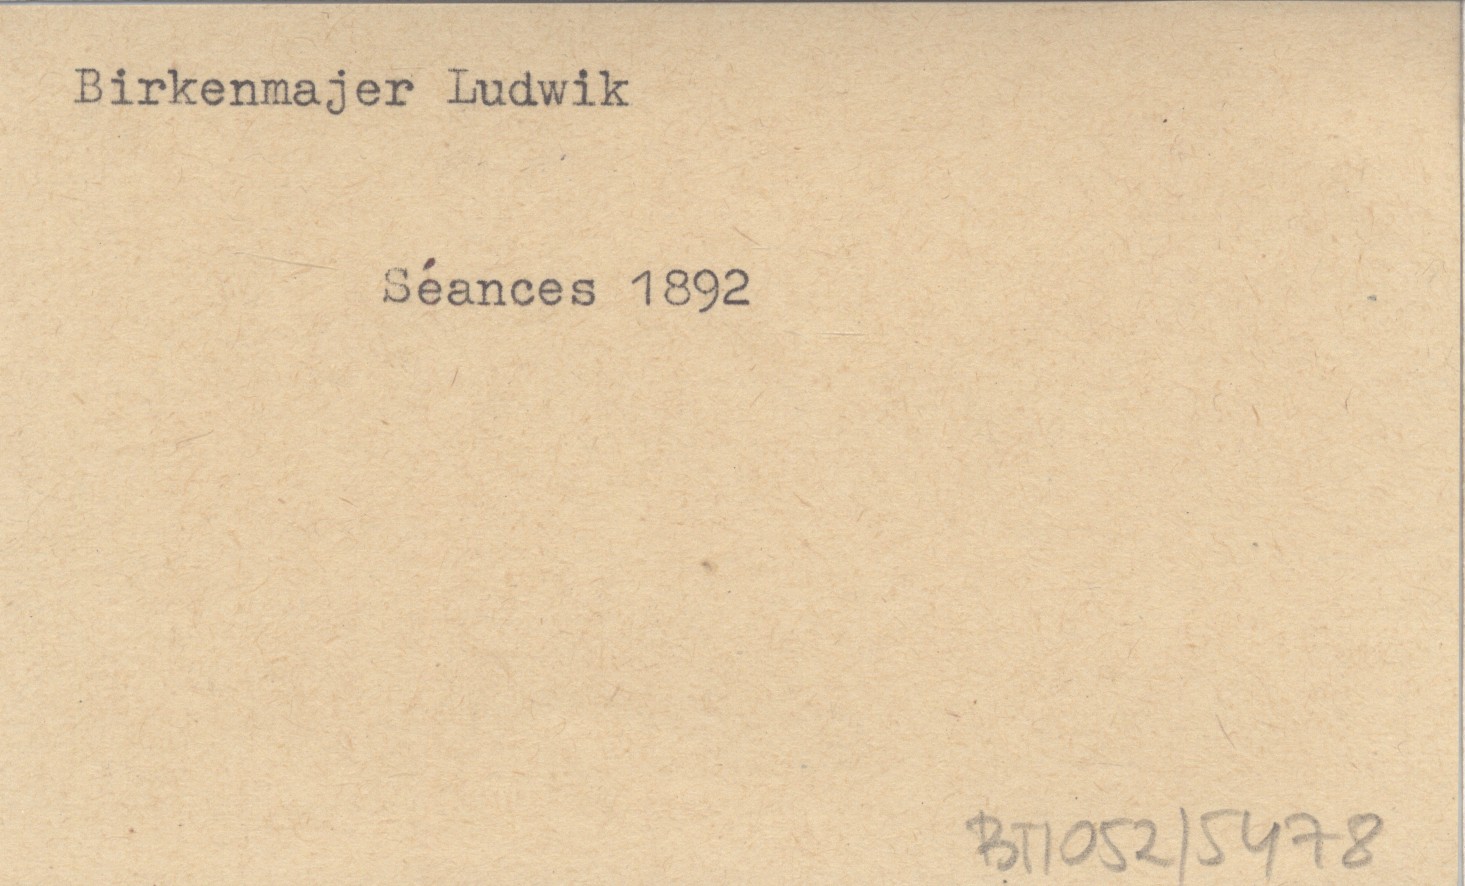 Birkenmajer Ludwik
Séances 1892
BT1052/5478